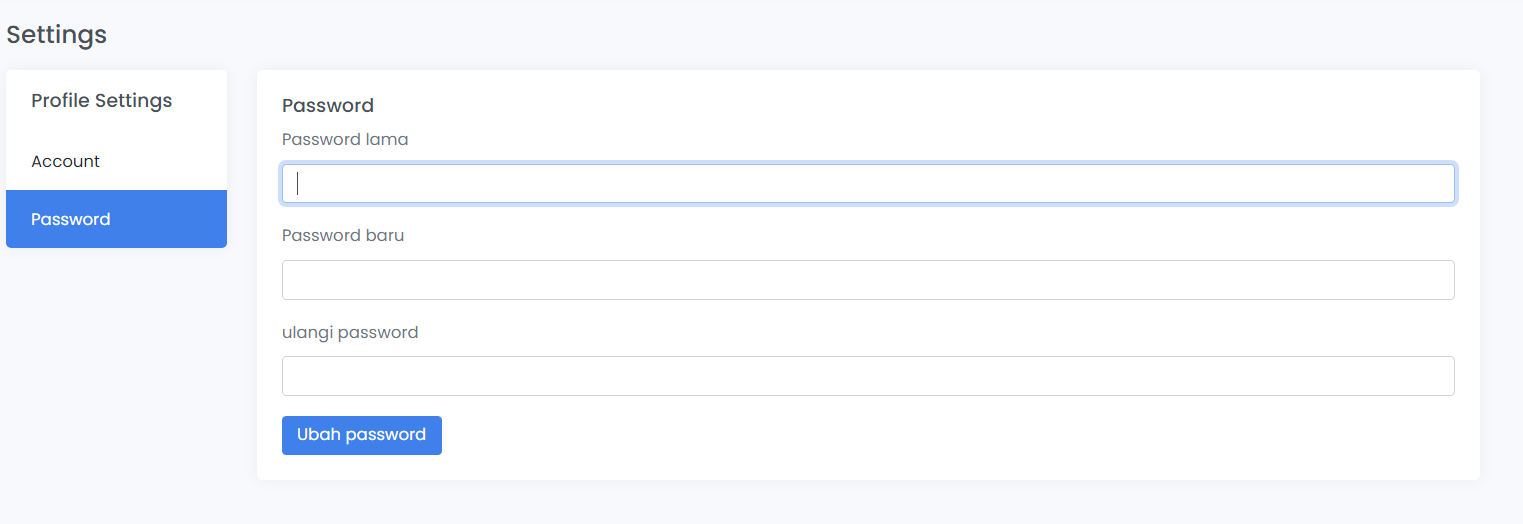 Settings
Profile Settings
Account
Password
Password
Password lama
Password baru
ulangi password
Ubah password